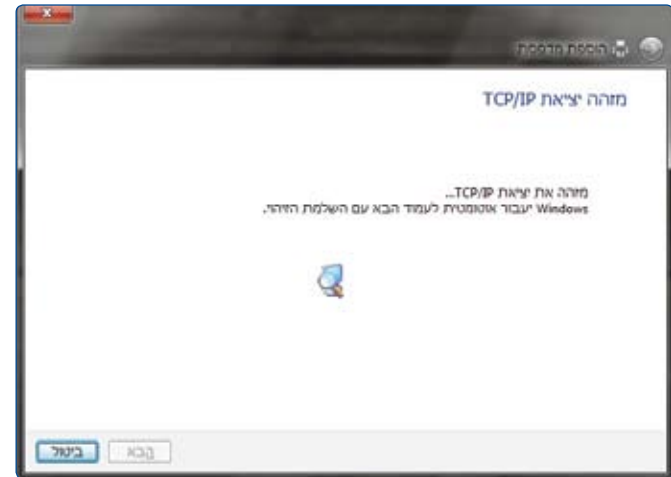 הוספת מדפסת
מזהה יציאת TCP/IP
מזהה את יציאת TCP/IP...
Windows יעבור אוטומטית לעמוד הבא עם השלמת הזיהוי.
הבא
ביטול